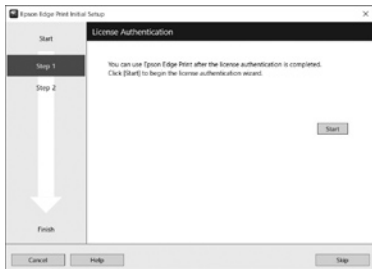 Epson Edge Print Initial Setup
Start
Step 1
Step 2
Finish
License Authentication
You can use Epson Edge Print after the license authentication is completed.
Click [Start] to begin the license authentication wizard.
Start
Cancel
Help
Skip